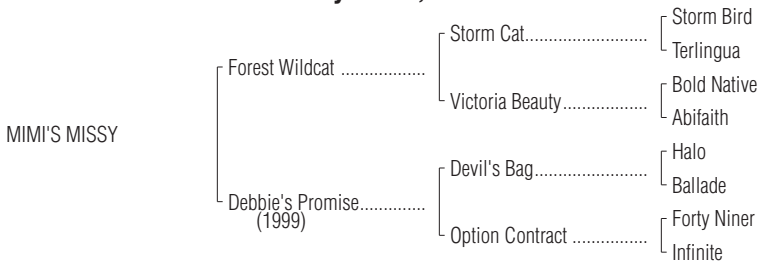 Storm Bird
Storm Cat..............................
Terlingua
Forest Wildcat ..................
Bold Native
Victoria Beauty.....................
Abifaith
MIMI'S MISSY
Halo
Devil's Bag............................
Ballade
Debbie's Promise..............
(1999)
Forty Niner
Option Contract ...................
Infinite